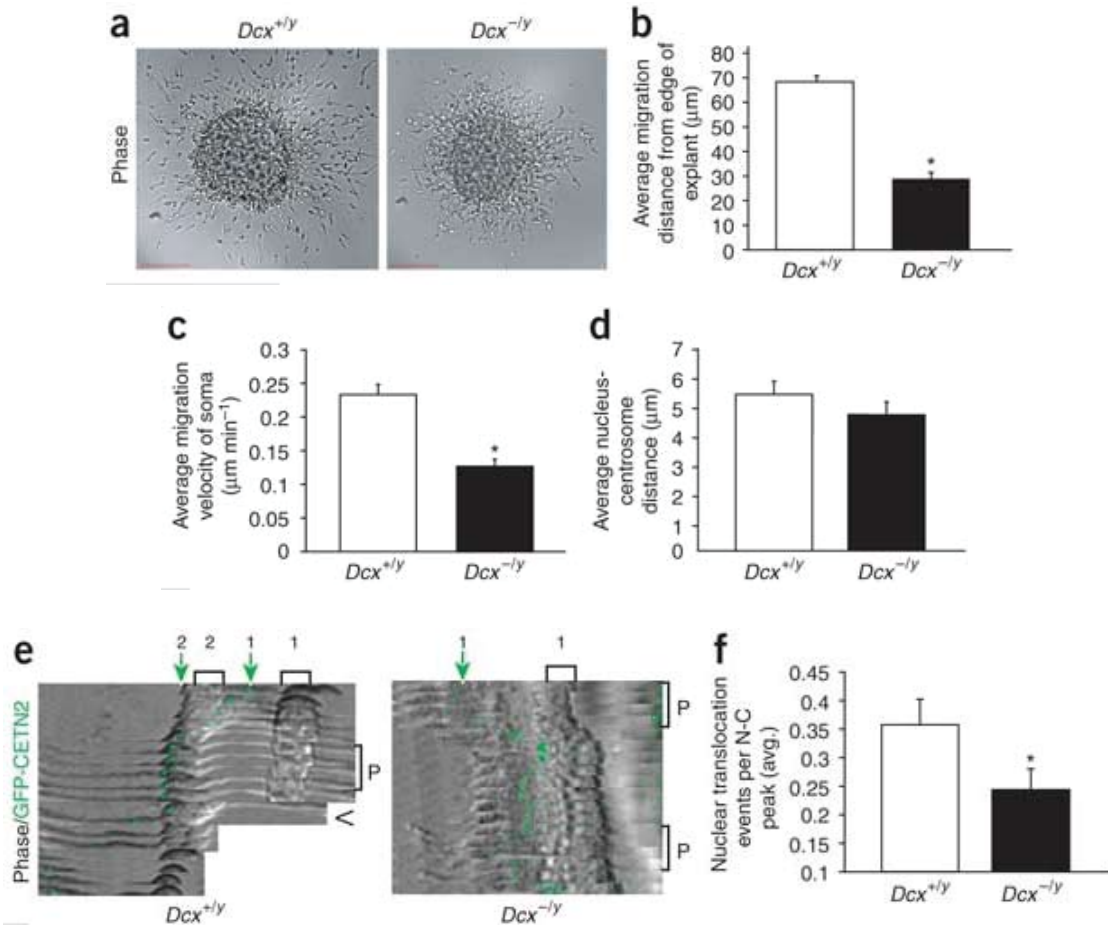 a
Dcx+/y
Dcx−/y
Phase
b
Average migration
distance from edge of
explant (μm)
80
70
60
50
40
30
20
10
0
*
Dcx+/y
Dcx−/y
c
Average migration
velocity of soma
(μm min−1)
0.3
0.25
0.2
0.15
0.1
0.05
0
*
Dcx+/y
Dcx−/y
d
Average nucleus-
centrosome
distance (μm)
7
6
5
4
3
2
1
0
Dcx+/y
Dcx−/y
e
Phase/GFP-CETN2
2 2 1 1
P
<
Dcx+/y
1 1
P
P
Dcx−/y
f
Nuclear translocation
events per N-C
peak (avg.)
0.45
0.4
0.35
0.3
0.25
0.2
0.15
0.1
*
Dcx+/y
Dcx−/y